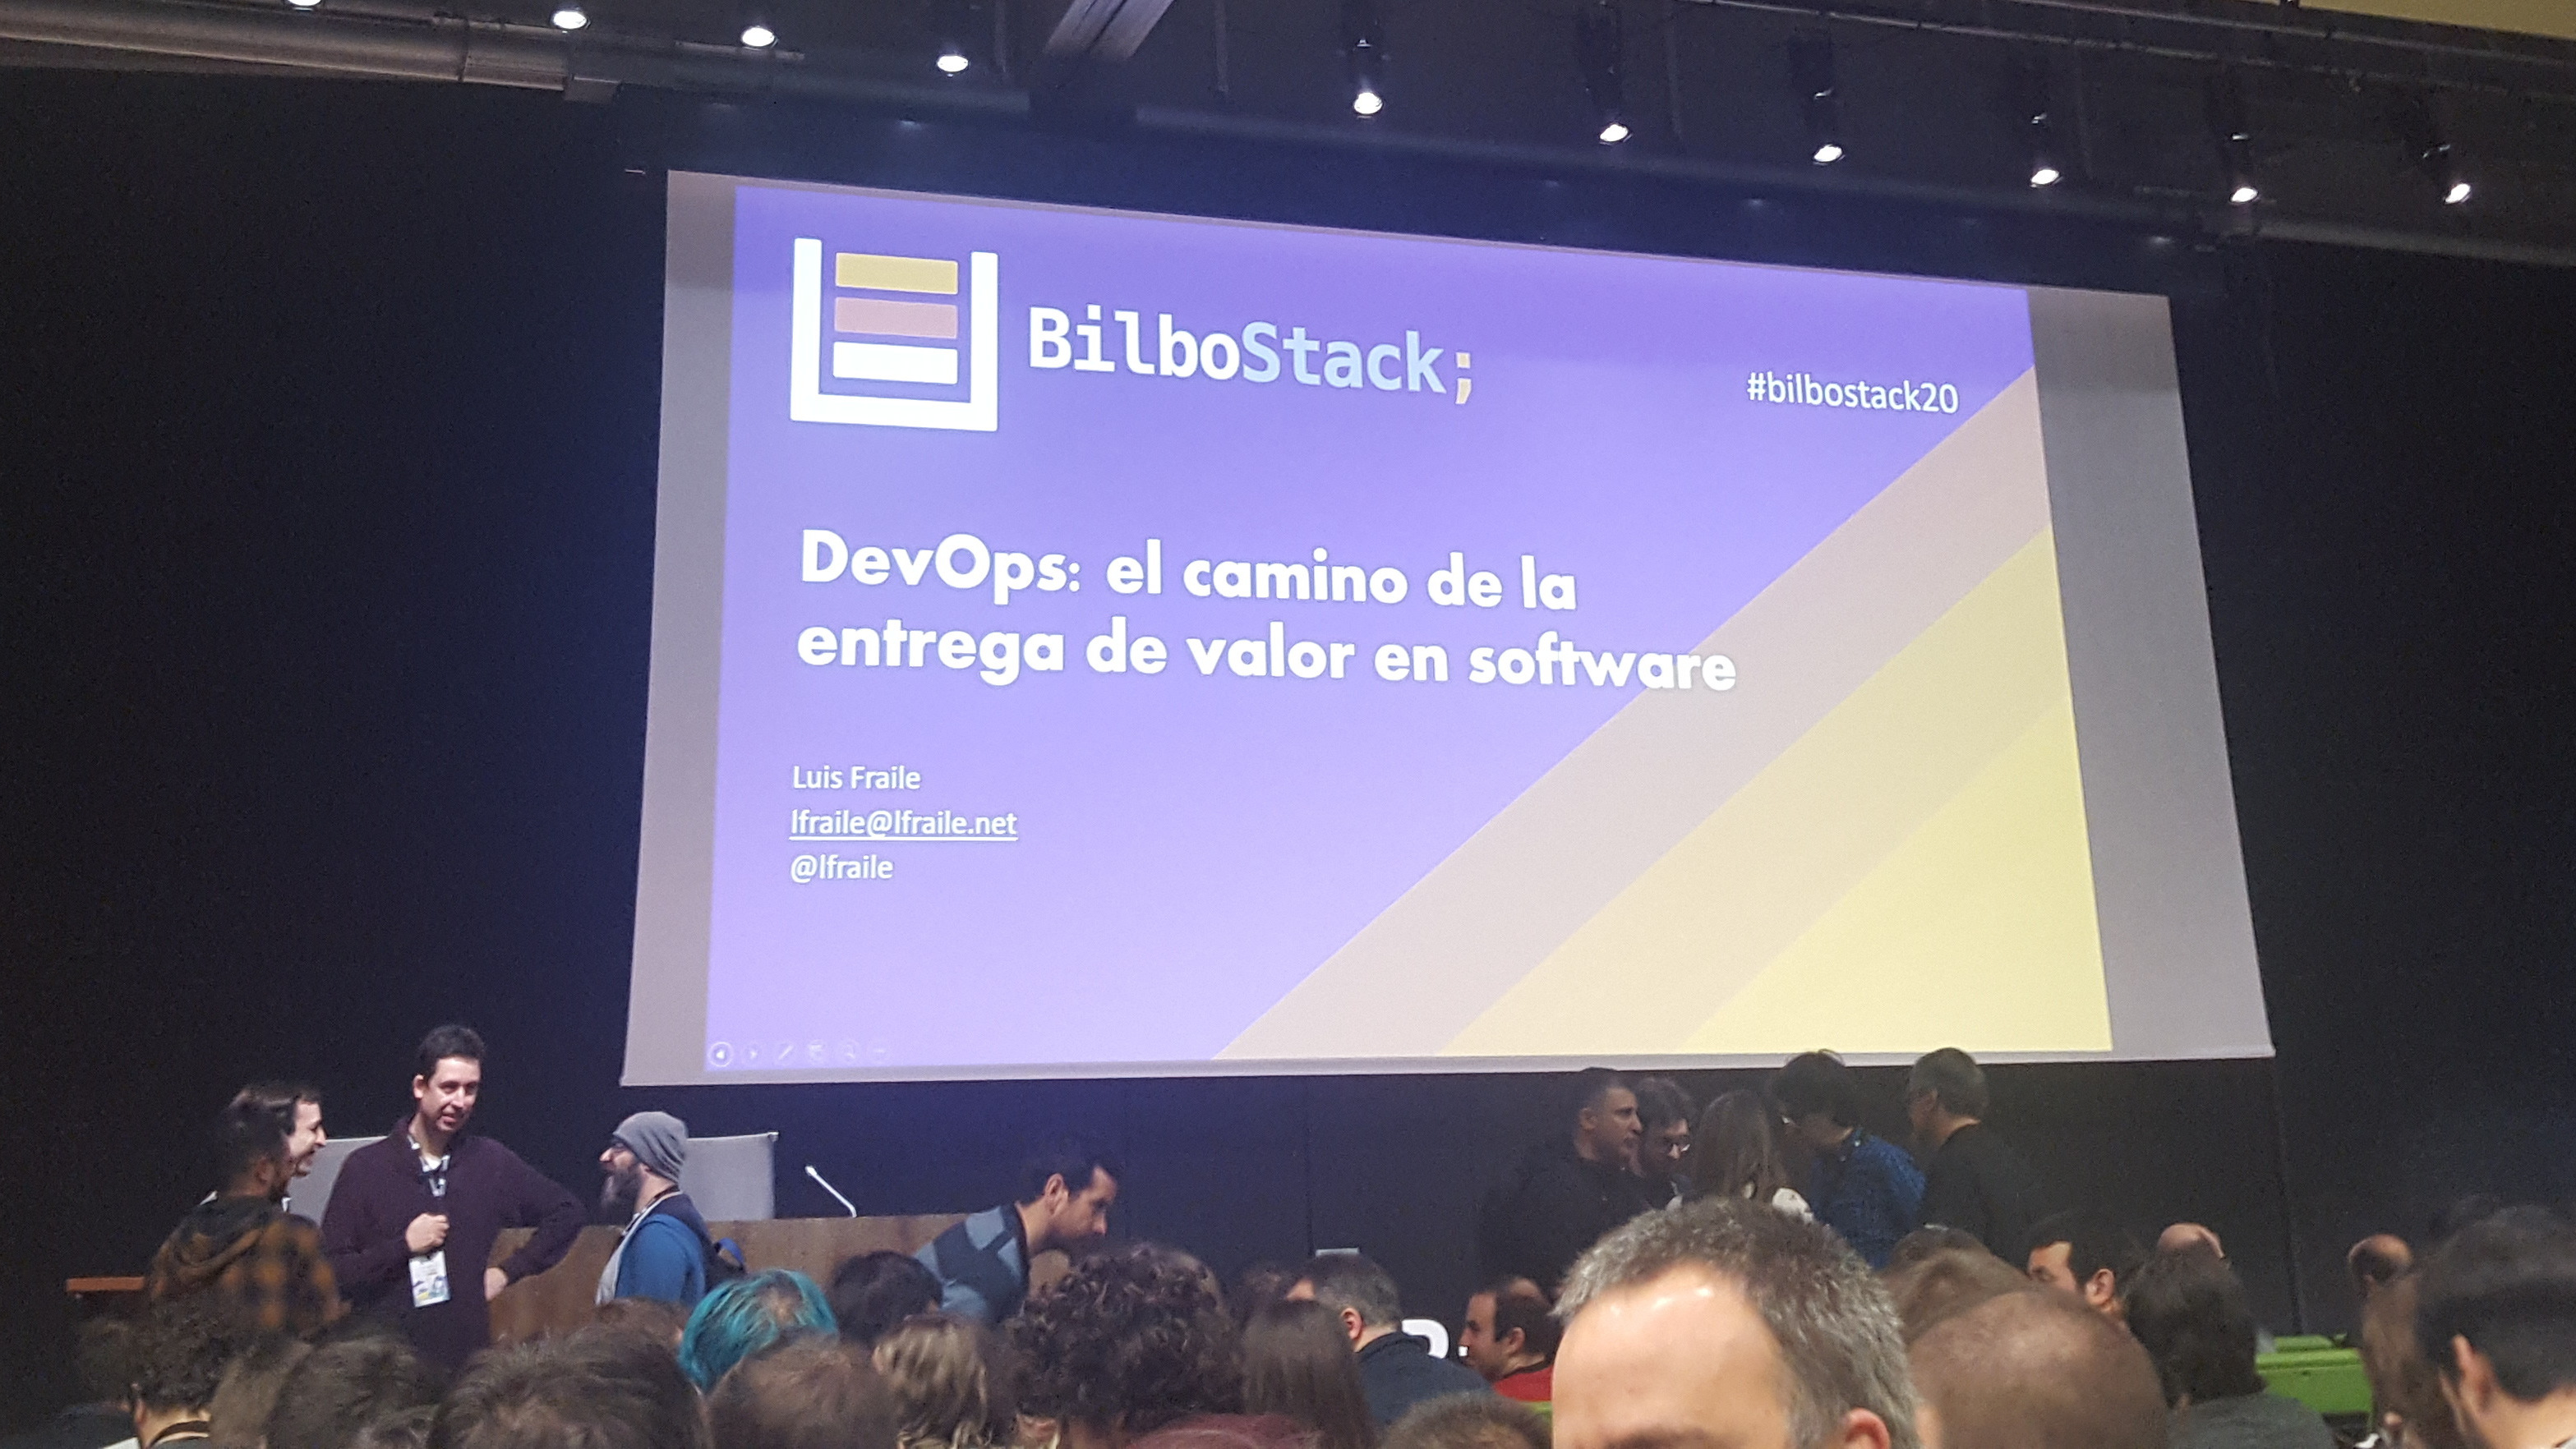 BilboStack;
#bilbostack20
DevOps: el camino de la
entrega de valor en software
Luis Fraile
lfraile@lfraile.net
@lfraile